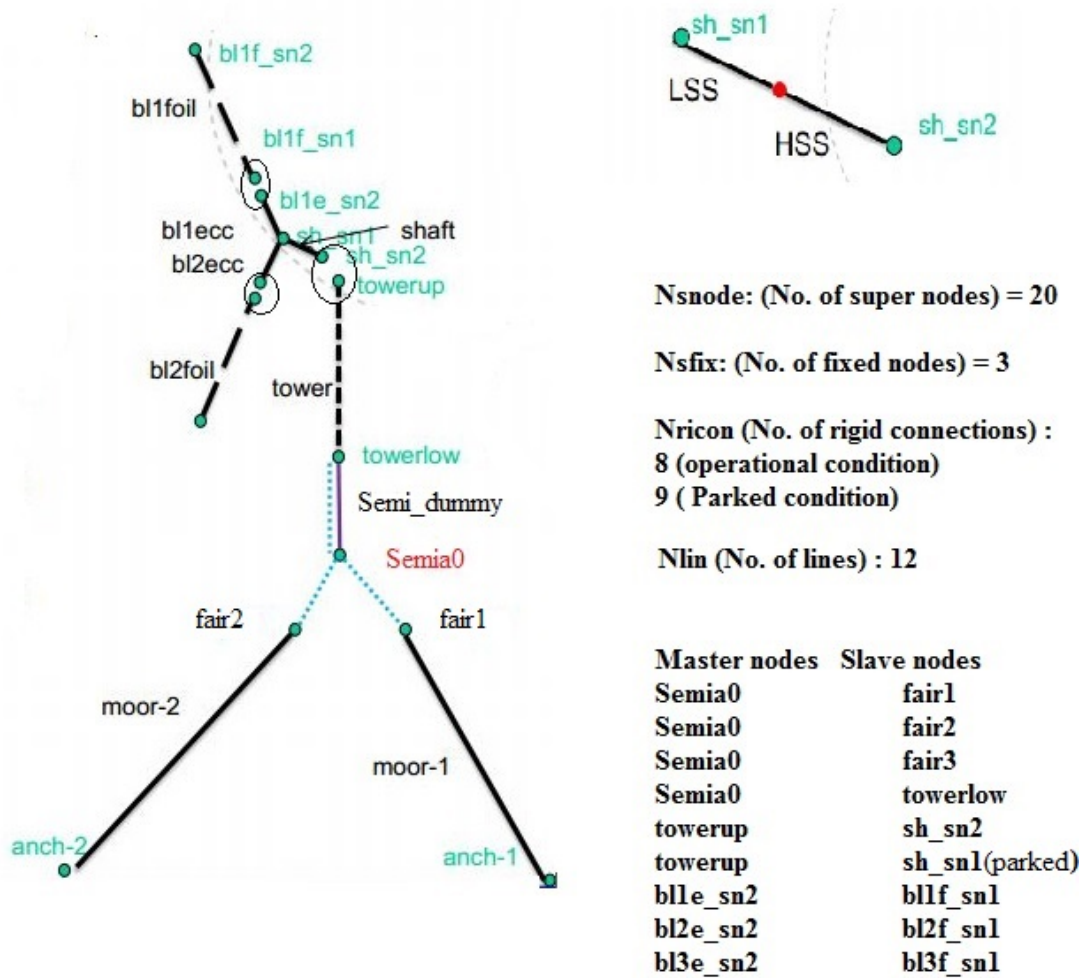 bl1f_sn2
bl1foil
bl1f_sn1
bl1e_sn2
bl1ecc
sh_sn1
shaft
bl2ecc
sh_sn2
towerup
bl2foil
tower
towerlow
Semi_dummy
Semia0
fair2
fair1
moor-2
moor-1
anch-2
anch-1
sh_sn1
LSS
sh_sn2
HSS
Nsnode: (No. of super nodes) = 20
Nsfix: (No. of fixed nodes) = 3
Nricon (No. of rigid connections) :
8 (operational condition)
9 ( Parked condition)
Nlin (No. of lines) : 12
Master nodes Slave nodes
Semia0 fair1
Semia0 fair2
Semia0 fair3
Semia0 towerlow
towerup sh_sn2
towerup sh_sn1(parked)
bl1e_sn2 bl1f_sn1
bl2e_sn2 bl2f_sn1
bl3e_sn2 bl3f_sn1